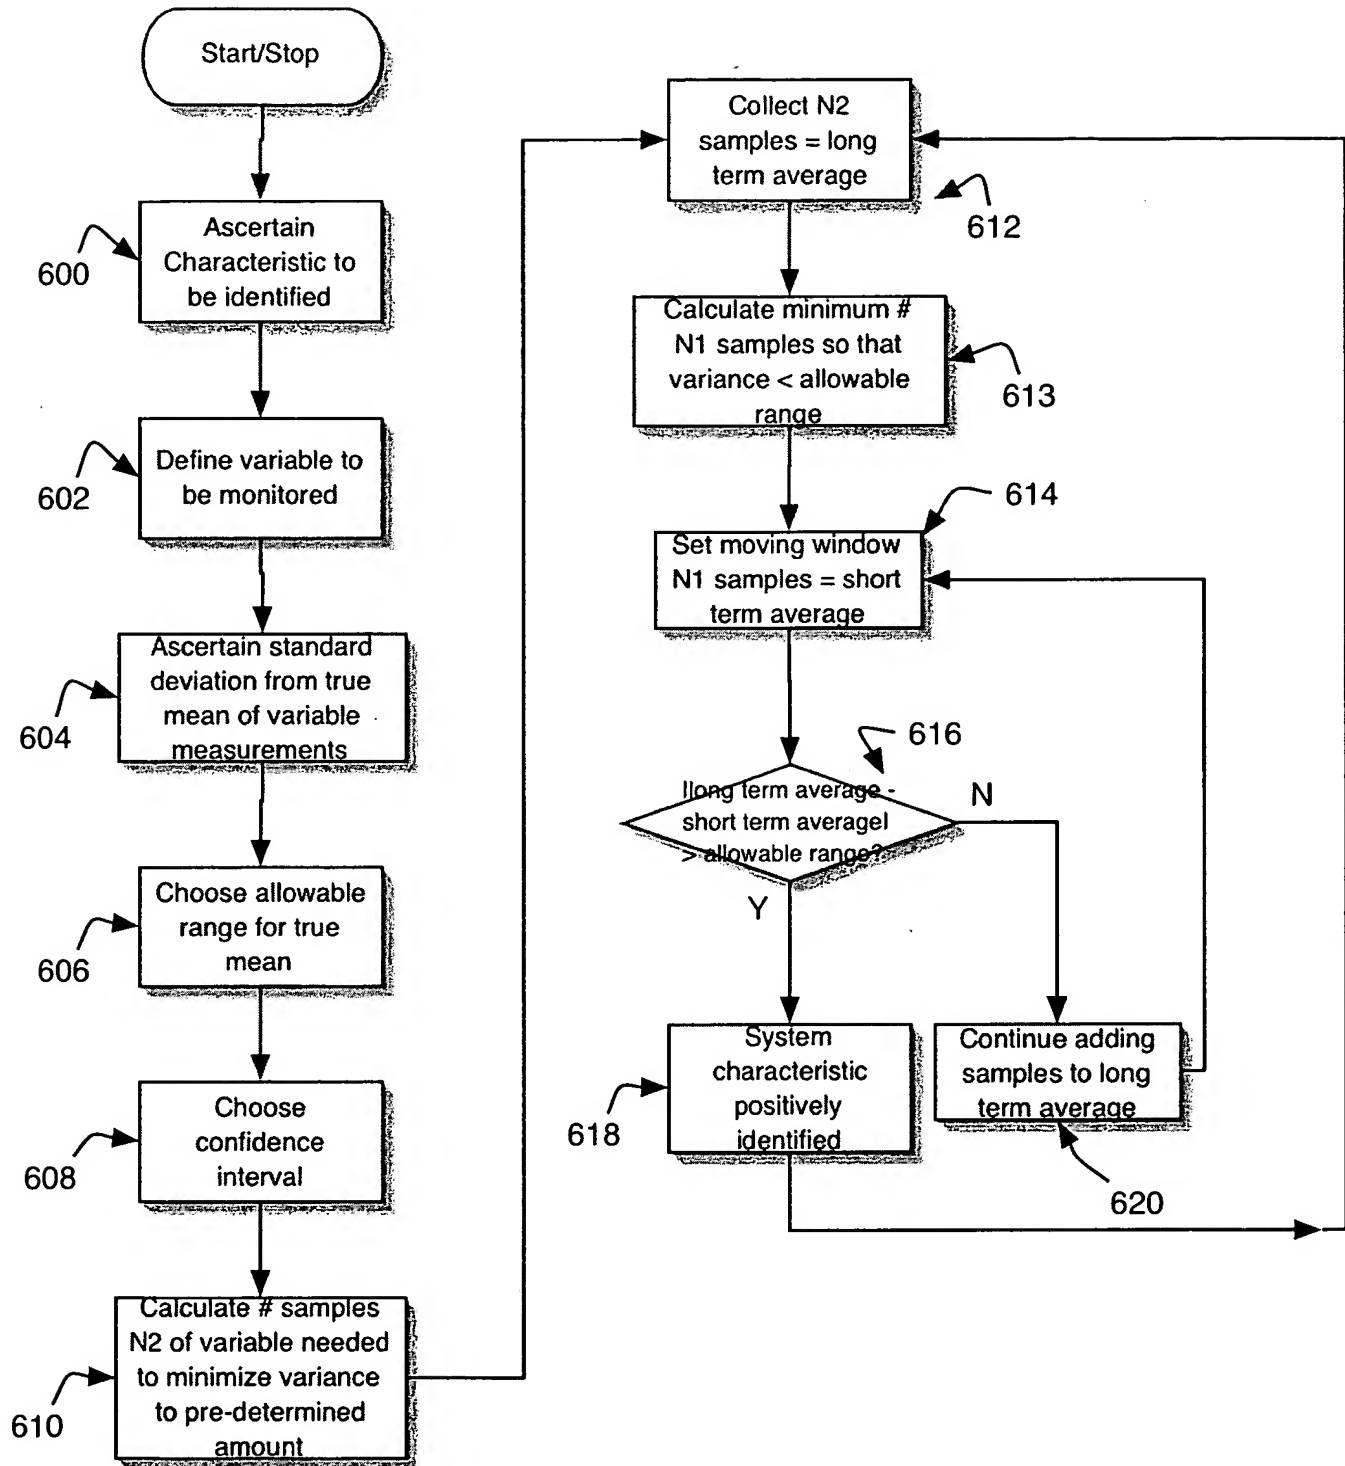 Start/Stop
600
Ascertain
Characteristic to
be identified
602
Define variable to
be monitored
604
Ascertain standard
deviation from true
mean of variable
measurements
606
Choose allowable
range for true
mean
608
Choose
confidence
interval
610
Calculate # samples
N2 of variable needed
to minimize variance
to pre-determined
amount
Collect N2
samples = long
term average
612
Calculate minimum #
N1 samples so that
variance < allowable
range
613
614
Set moving window
N1 samples = short
term average
616
|long term average -
short term average|
> allowable range?
N
Y
618
System
characteristic
positively
identified
Continue adding
samples to long
term average
620